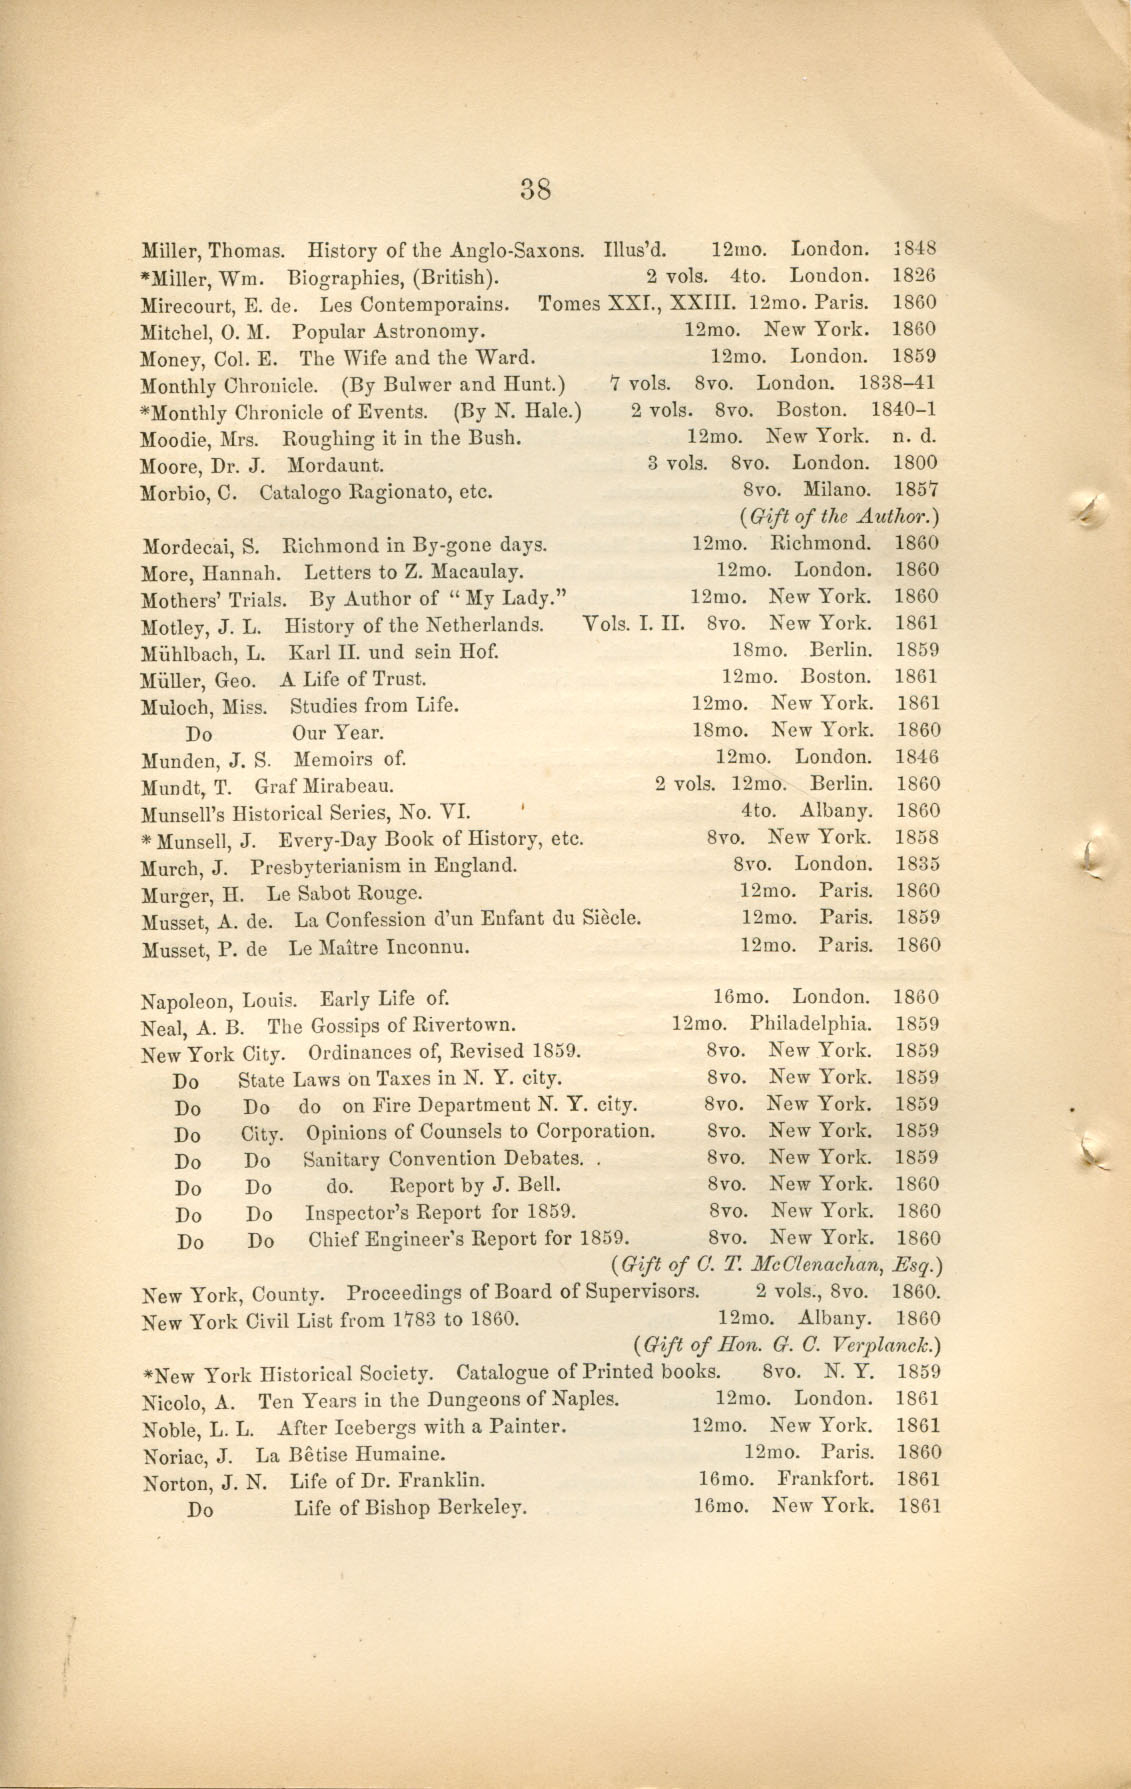 38
Miller, Thomas. History of the Anglo-Saxons. Illus'd. 12mo. London. 1848
*Miller, Wm. Biographies, (British). 2 vols. 4to. London. 1826
Mirecourt, E. de. Les Contemporains. Tomes XXI., XXIII. 12mo. Paris. 1860
Mitchel, O. M. Popular Astronomy. 12mo. New York. 1860
Money, Col. E. The Wife and the Ward. 12mo. London. 1859
Monthly Chronicle. (By Bulwer and Hunt.) 7 vols. 8vo. London. 1838–41
*Monthly Chronicle of Events. (By N. Hale.) 2 vols. 8vo. Boston. 1840–1
Moodie, Mrs. Roughing it in the Bush. 12mo. New York. n. d.
Moore, Dr. J. Mordaunt. 3 vols. 8vo. London. 1800
Morbio, C. Catalogo Ragionato, etc. 8vo. Milano. 1857
(Gift of the Author.)
Mordecai, S. Richmond in By-gone days. 12mo. Richmond. 1860
More, Hannah. Letters to Z. Macaulay. 12mo. London. 1860
Mothers' Trials. By Author of "My Lady." 12mo. New York. 1860
Motley, J. L. History of the Netherlands. Vols. I. II. 8vo. New York. 1861
Mühlbach, L. Karl II. und sein Hof. 18mo. Berlin. 1859
Müller, Geo. A Life of Trust. 12mo. Boston. 1861
Muloch, Miss. Studies from Life. 12mo. New York. 1861
Do Our Year. 18mo. New York. 1860
Munden, J. S. Memoirs of. 12mo. London. 1846
Mundt, T. Graf Mirabeau. 2 vols. 12mo. Berlin. 1860
Munsell's Historical Series, No. VI. 4to. Albany. 1860
* Munsell, J. Every-Day Book of History, etc. 8vo. New York. 1858
Murch, J. Presbyterianism in England. 8vo. London. 1835
Murger, H. Le Sabot Rouge. 12mo. Paris. 1860
Musset, A. de. La Confession d'un Enfant du Siècle. 12mo. Paris. 1859
Musset, P. de Le Maître Inconnu. 12mo. Paris. 1860
Napoleon, Louis. Early Life of. 16mo. London. 1860
Neal, A. B. The Gossips of Rivertown. 12mo. Philadelphia. 1859
New York City. Ordinances of, Revised 1859. 8vo. New York. 1859
Do State Laws on Taxes in N. Y. city. 8vo. New York. 1859
Do Do do on Fire Department N. Y. city. 8vo. New York. 1859
Do City. Opinions of Counsels to Corporation. 8vo. New York. 1859
Do Do Sanitary Convention Debates. . 8vo. New York. 1859
Do Do do. Report by J. Bell. 8vo. New York. 1860
Do Do Inspector's Report for 1859. 8vo. New York. 1860
Do Do Chief Engineer's Report for 1859. 8vo. New York. 1860
(Gift of C. T. McClenachan, Esq.)
New York, County. Proceedings of Board of Supervisors. 2 vols., 8vo. 1860.
New York Civil List from 1783 to 1860. 12mo. Albany. 1860
(Gift of Hon. G. C. Verplanck.)
*New York Historical Society. Catalogue of Printed books. 8vo. N. Y. 1859
Nicolo, A. Ten Years in the Dungeons of Naples. 12mo. London. 1861
Noble, L. L. After Icebergs with a Painter. 12mo. New York. 1861
Noriac, J. La Bêtise Humaine. 12mo. Paris. 1860
Norton, J. N. Life of Dr. Franklin. 16mo. Frankfort. 1861
Do Life of Bishop Berkeley. 16mo. New York. 1861